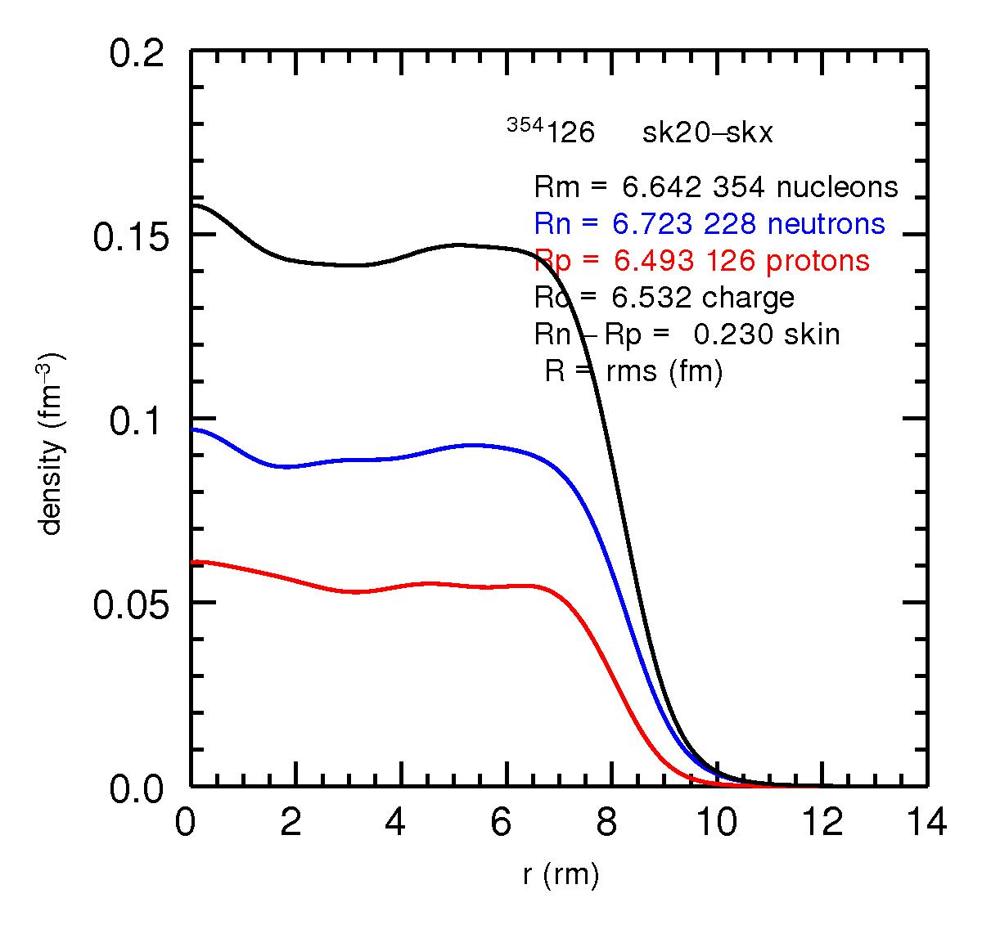 0.2
³⁵⁴126 sk20–skx
Rm = 6.642 354 nucleons
Rn = 6.723 228 neutrons
Rp = 6.493 126 protons
Rc = 6.532 charge
Rn – Rp = 0.230 skin
R = rms (fm)
0.15
0.1
0.05
0.0
density (fm⁻³)
0 2 4 6 8 10 12 14
r (rm)